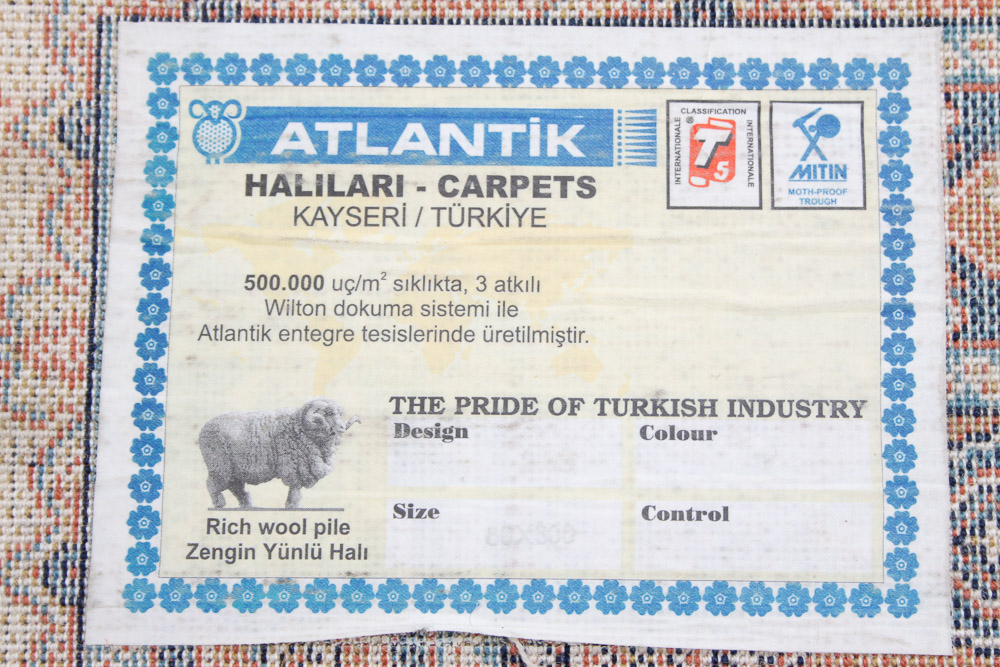 ATLANTİK
HALILARI - CARPETS
KAYSERİ / TÜRKİYE
CLASSIFICATION
INTERNATIONALE
®
T
5
INTERNATIONALE
MITIN
MOTH-PROOF
TROUGH
500.000 uç/m² sıklıkta, 3 atkılı
Wilton dokuma sistemi ile
Atlantik entegre tesislerinde üretilmiştir.
THE PRIDE OF TURKISH INDUSTRY
Design
Colour
Size
Control
Rich wool pile
Zengin Yünlü Halı